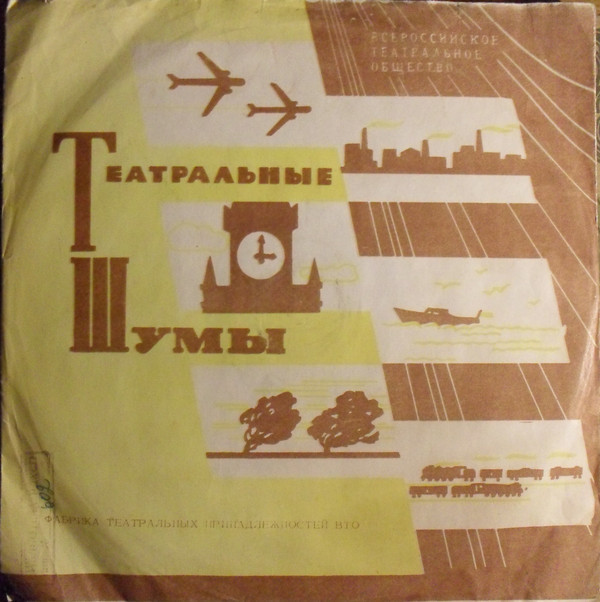 ВСЕРОССИЙСКОЕ
ТЕАТРАЛЬНОЕ
ОБЩЕСТВО
ТЕАТРАЛЬНЫЕ
ШУМЫ
ФАБРИКА ТЕАТРАЛЬНЫХ ПРИНАДЛЕЖНОСТЕЙ ВТО